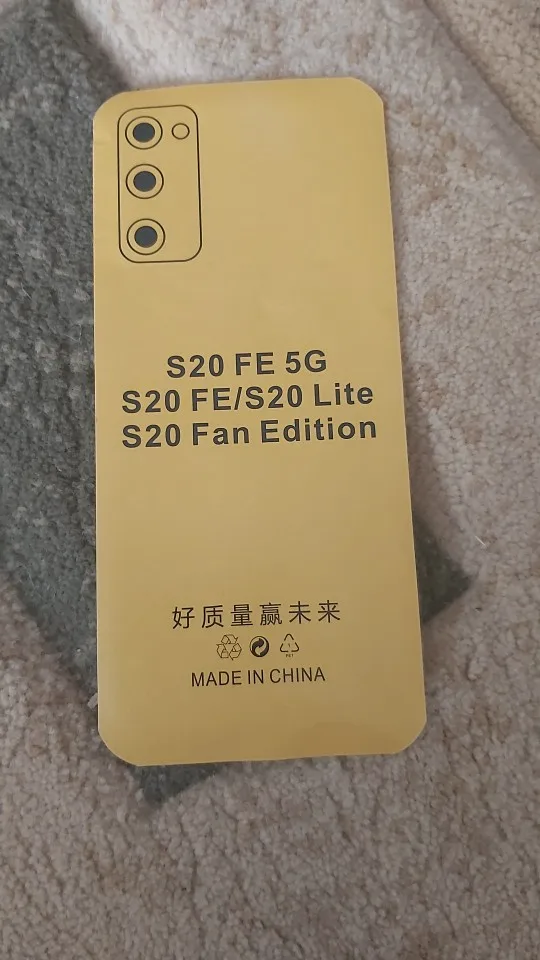 S20 FE 5G
S20 FE/S20 Lite
S20 Fan Edition
好质量赢未来
MADE IN CHINA